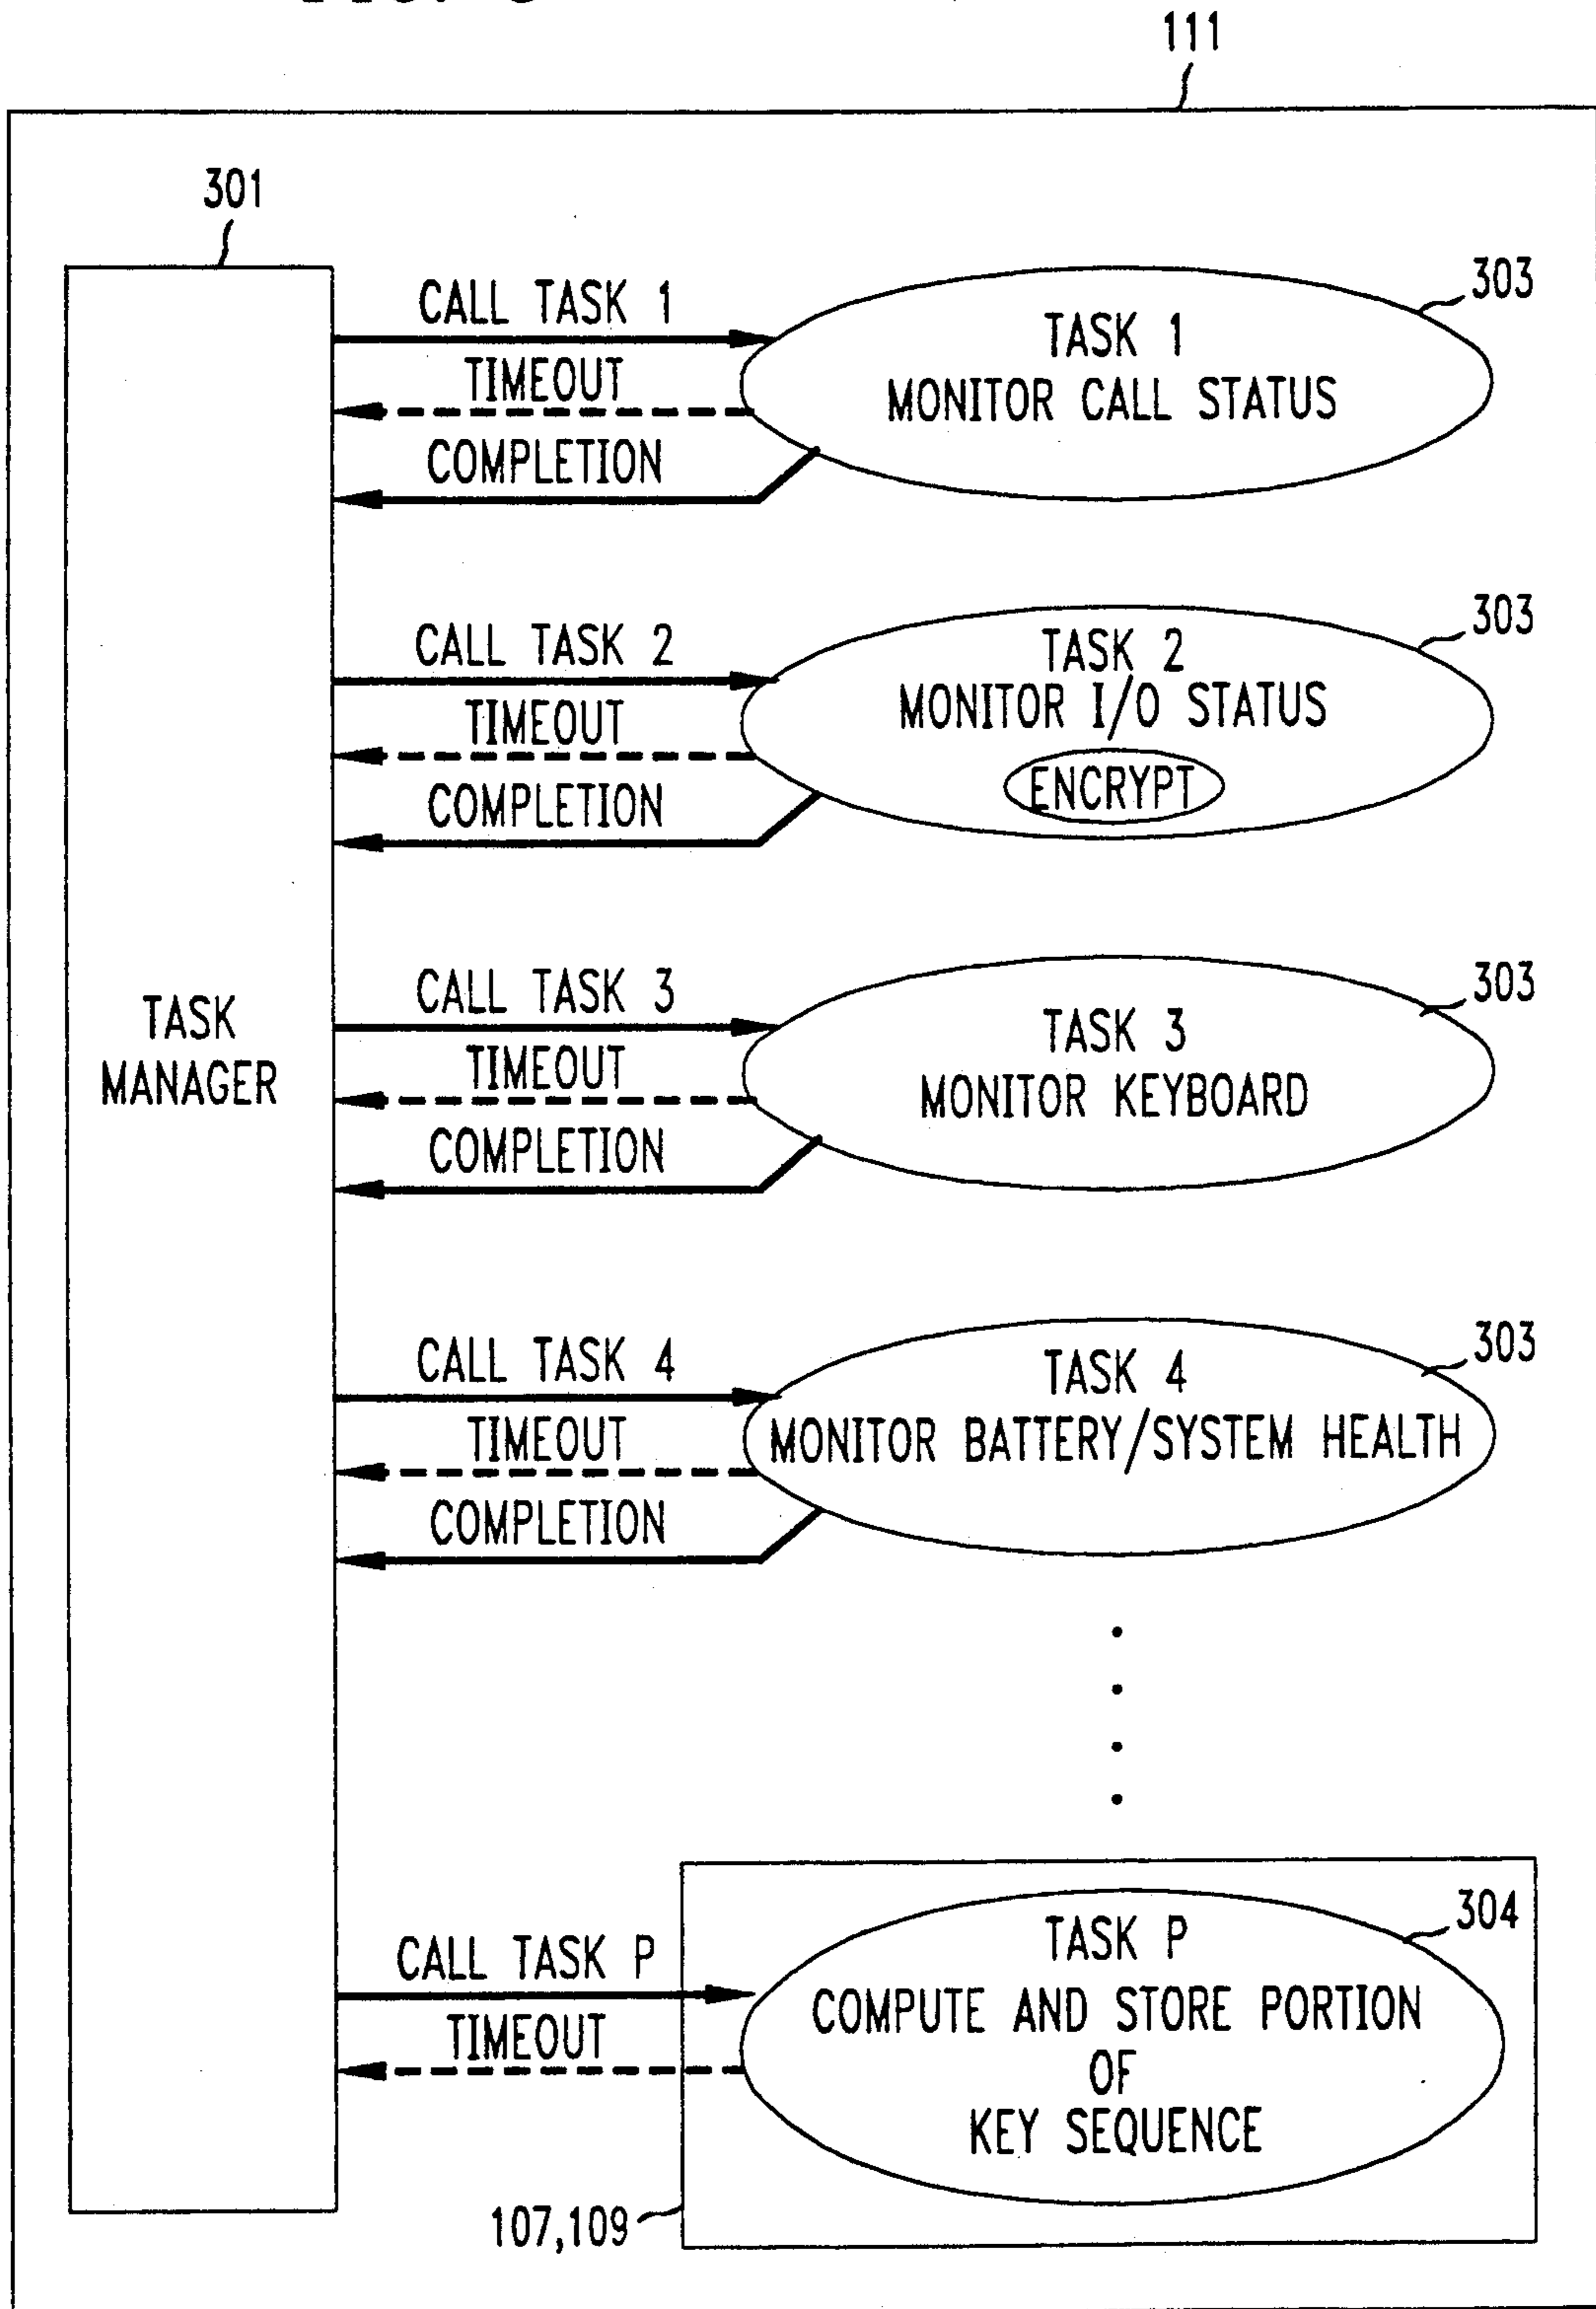 111
301
CALL TASK 1
TIMEOUT
COMPLETION
TASK 1
MONITOR CALL STATUS
303
CALL TASK 2
TIMEOUT
COMPLETION
TASK 2
MONITOR I/O STATUS
ENCRYPT
303
TASK
MANAGER
CALL TASK 3
TIMEOUT
COMPLETION
TASK 3
MONITOR KEYBOARD
303
CALL TASK 4
TIMEOUT
COMPLETION
TASK 4
MONITOR BATTERY/SYSTEM HEALTH
303
CALL TASK P
TIMEOUT
TASK P
COMPUTE AND STORE PORTION
OF
KEY SEQUENCE
304
107,109